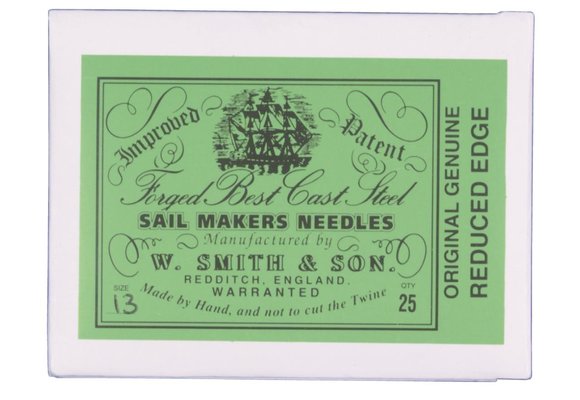 Improved Patent
Forged Best Cast Steel
SAIL MAKERS NEEDLES
Manufactured by
W. SMITH & SON.
REDDITCH, ENGLAND.
WARRANTED
Made by Hand, and not to cut the Twine
SIZE
13
QTY
25
ORIGINAL GENUINE
REDUCED EDGE